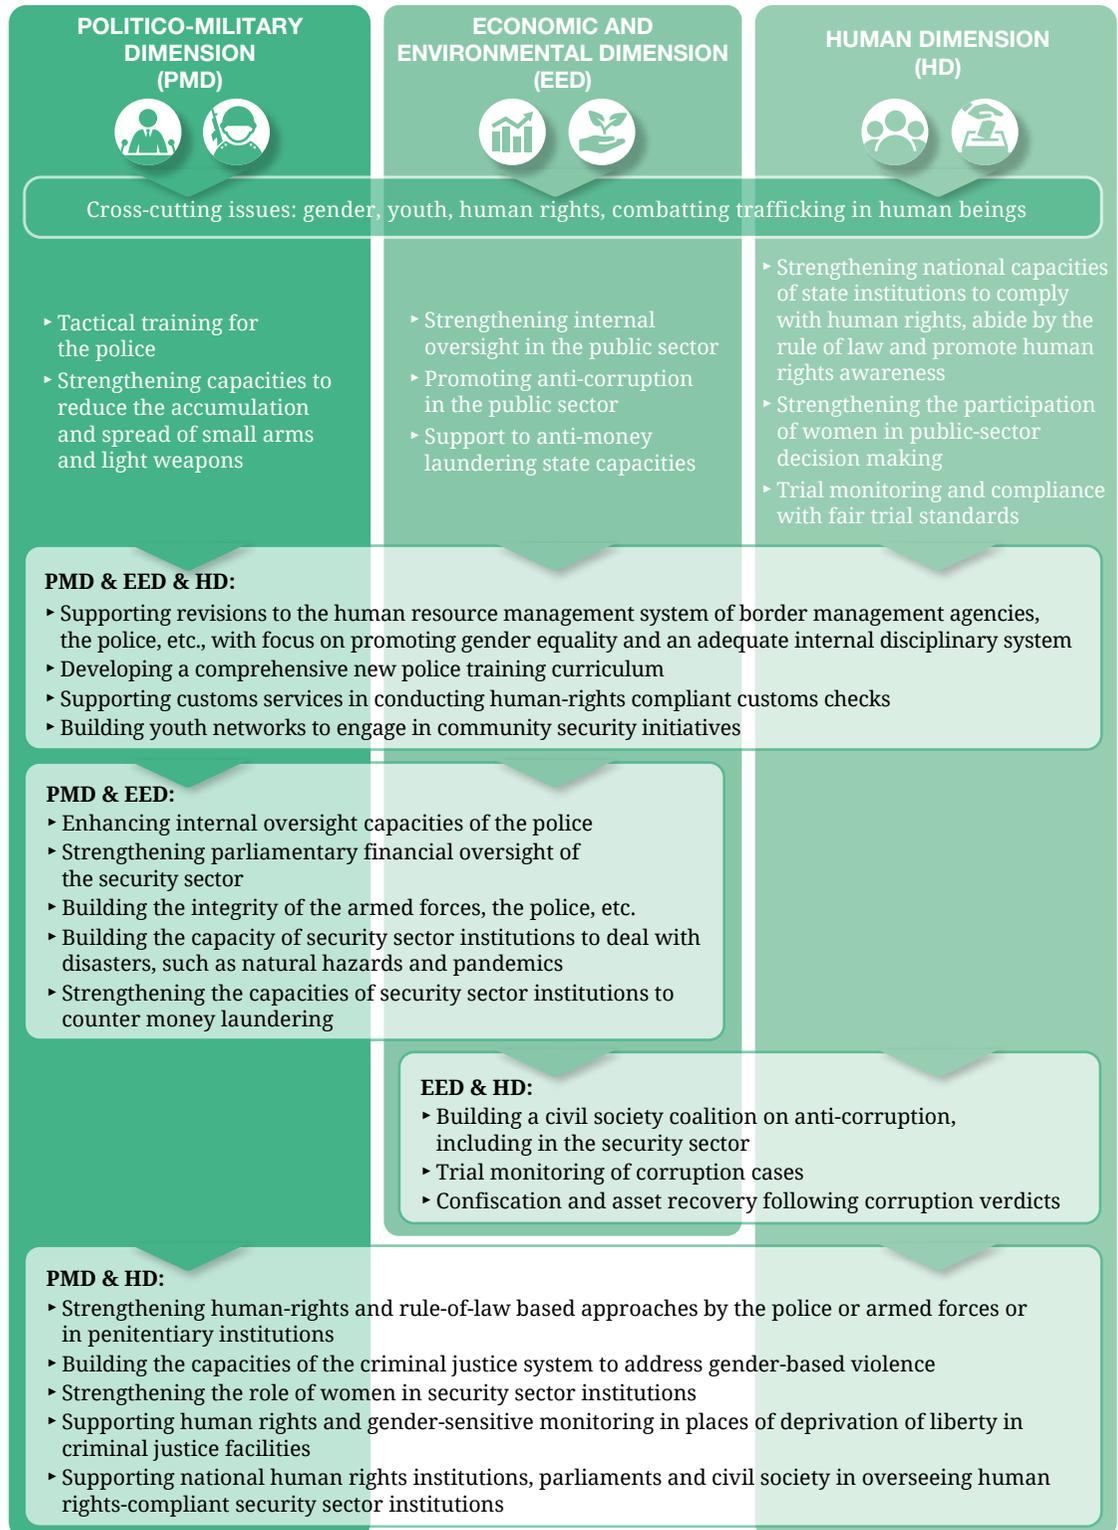 POLITICO-MILITARY
DIMENSION
(PMD)
ECONOMIC AND
ENVIRONMENTAL DIMENSION
(EED)
HUMAN DIMENSION
(HD)
Cross-cutting issues: gender, youth, human rights, combatting trafficking in human beings
‣ Tactical training for
the police
‣ Strengthening capacities to
reduce the accumulation
and spread of small arms
and light weapons
‣ Strengthening internal
oversight in the public sector
‣ Promoting anti-corruption
in the public sector
‣ Support to anti-money
laundering state capacities
‣ Strengthening national capacities
of state institutions to comply
with human rights, abide by the
rule of law and promote human
rights awareness
‣ Strengthening the participation
of women in public-sector
decision making
‣ Trial monitoring and compliance
with fair trial standards
PMD & EED & HD:
‣ Supporting revisions to the human resource management system of border management agencies,
the police, etc., with focus on promoting gender equality and an adequate internal disciplinary system
‣ Developing a comprehensive new police training curriculum
‣ Supporting customs services in conducting human-rights compliant customs checks
‣ Building youth networks to engage in community security initiatives
PMD & EED:
‣ Enhancing internal oversight capacities of the police
‣ Strengthening parliamentary financial oversight of
the security sector
‣ Building the integrity of the armed forces, the police, etc.
‣ Building the capacity of security sector institutions to deal with
disasters, such as natural hazards and pandemics
‣ Strengthening the capacities of security sector institutions to
counter money laundering
EED & HD:
‣ Building a civil society coalition on anti-corruption,
including in the security sector
‣ Trial monitoring of corruption cases
‣ Confiscation and asset recovery following corruption verdicts
PMD & HD:
‣ Strengthening human-rights and rule-of-law based approaches by the police or armed forces or
in penitentiary institutions
‣ Building the capacities of the criminal justice system to address gender-based violence
‣ Strengthening the role of women in security sector institutions
‣ Supporting human rights and gender-sensitive monitoring in places of deprivation of liberty in
criminal justice facilities
‣ Supporting national human rights institutions, parliaments and civil society in overseeing human
rights-compliant security sector institutions